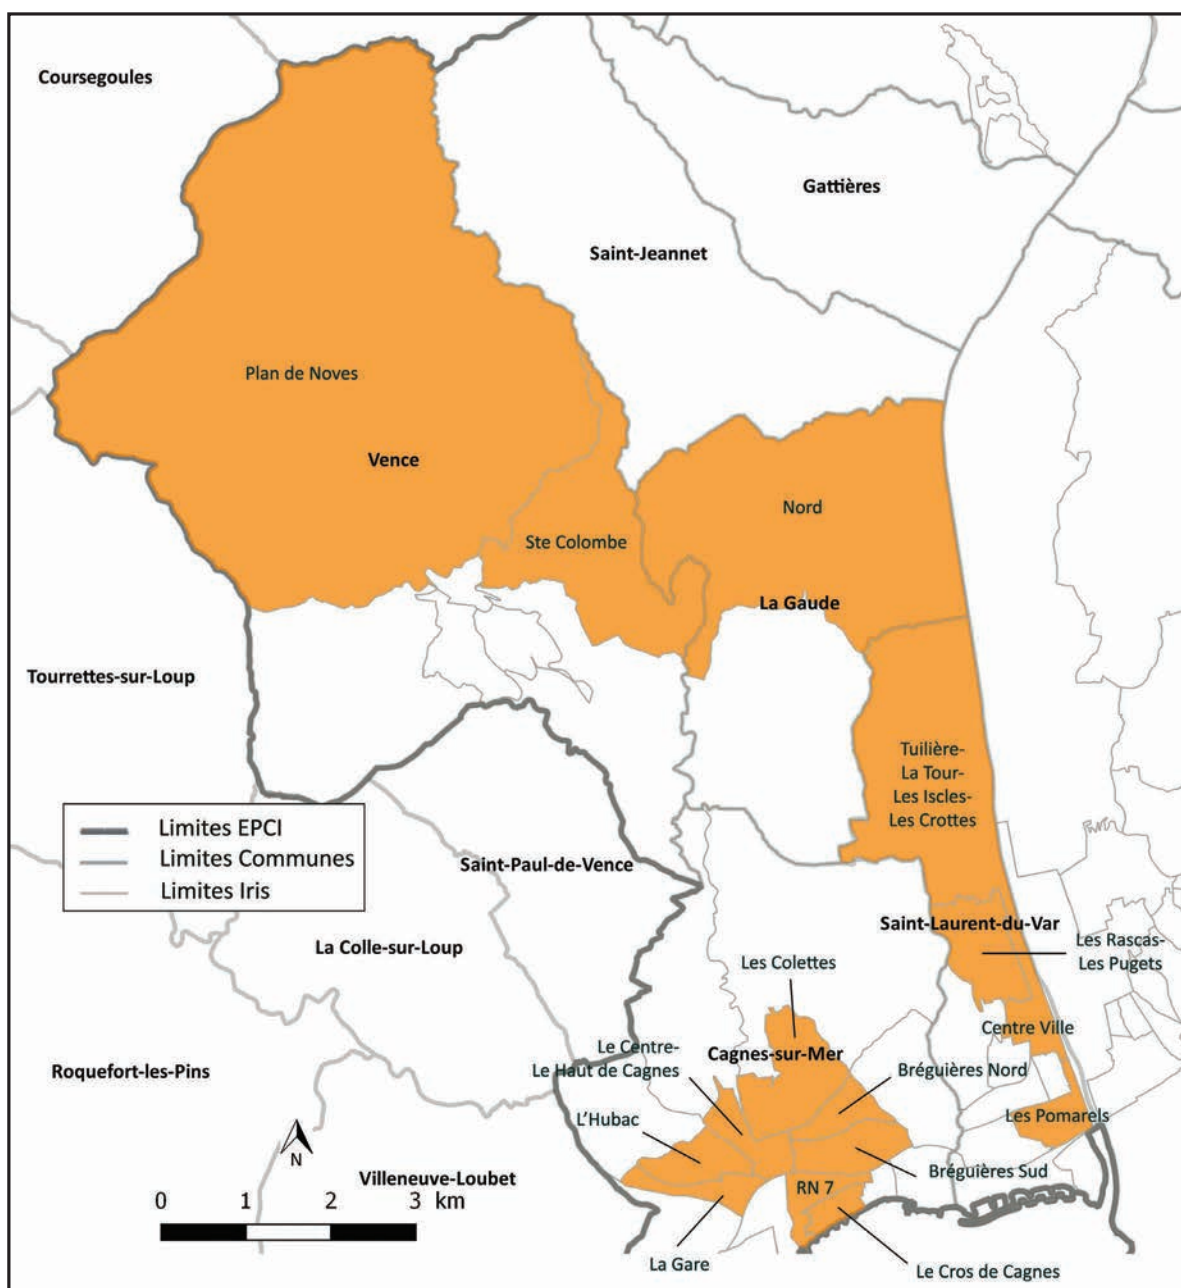 Coursegoules
Gattières
Saint-Jeannet
Plan de Noves
Vence
Nord
Ste Colombe
La Gaude
Tourrettes-sur-Loup
Tuilière-
La Tour-
Les Iscles-
Les Crottes
Limites EPCI
Limites Communes
Limites Iris
Saint-Paul-de-Vence
Saint-Laurent-du-Var
La Colle-sur-Loup
Les Rascas-
Les Pugets
Les Colettes
Centre Ville
Le Centre-
Le Haut de Cagnes
Cagnes-sur-Mer
Roquefort-les-Pins
Bréguières Nord
L'Hubac
Les Pomarels
N
Villeneuve-Loubet
Bréguières Sud
RN 7
0 1 2 3 km
La Gare
Le Cros de Cagnes